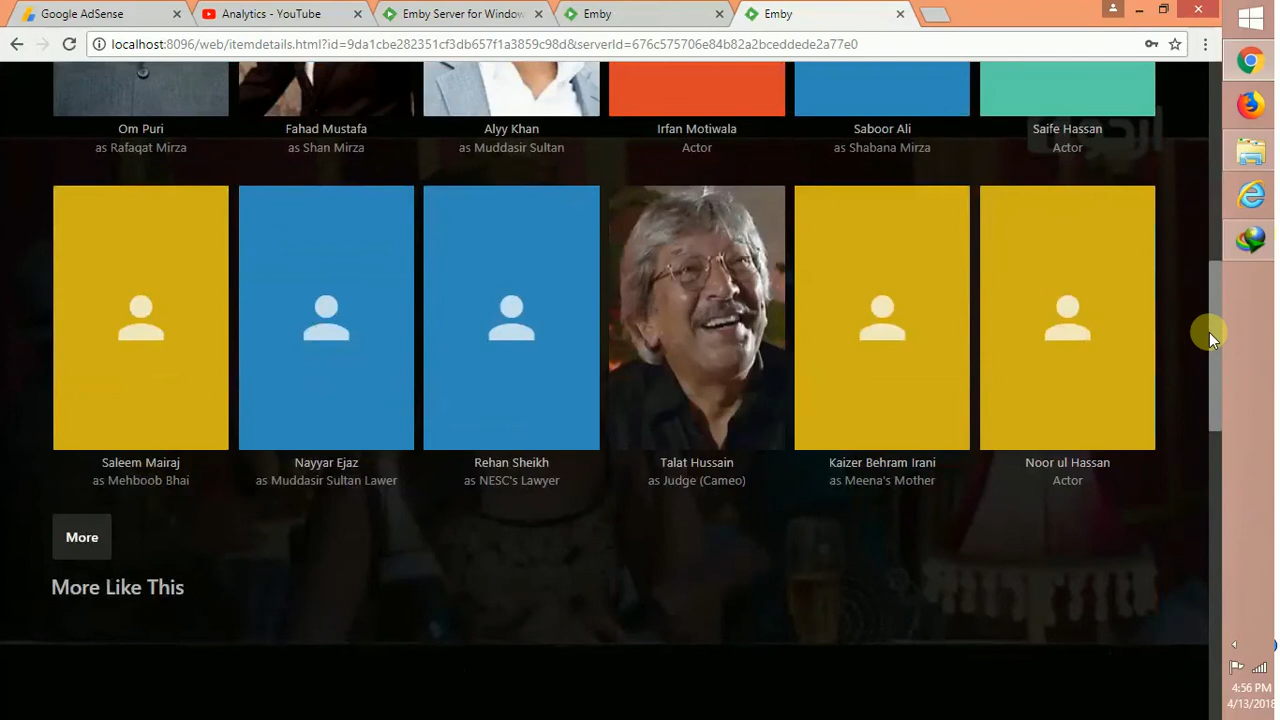 Google AdSense
Analytics - YouTube
Emby Server for Window
Emby
Emby
localhost:8096/web/itemdetails.html?id=9da1cbe282351cf3db657f1a3859c98d&serverId=676c575706e84b82a2bceddede2a77e0
Om Puri
as Rafaqat Mirza
Fahad Mustafa
as Shan Mirza
Alyy Khan
as Muddasir Sultan
Irfan Motiwala
Actor
Saboor Ali
as Shabana Mirza
Saife Hassan
Actor
Saleem Mairaj
as Mehboob Bhai
Nayyar Ejaz
as Muddasir Sultan Lawer
Rehan Sheikh
as NESC's Lawyer
Talat Hussain
as Judge (Cameo)
Kaizer Behram Irani
as Meena's Mother
Noor ul Hassan
Actor
More
More Like This
4:56 PM
4/13/2018